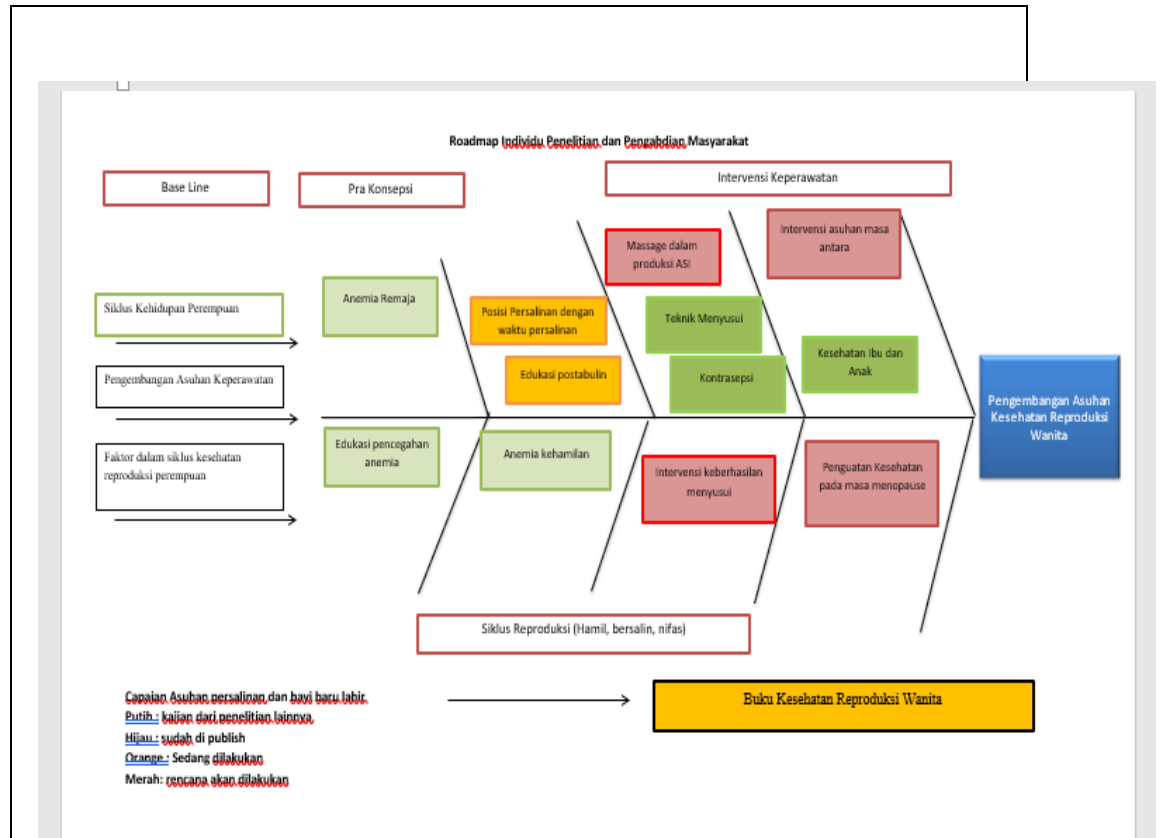 Roadmap Individu Penelitian dan Pengabdian Masyarakat
Base Line
Pra Konsepsi
Intervensi Keperawatan
Intervensi asuhan masa
antara
Massage dalam
produksi ASI
Anemia Remaja
Siklus Kehidupan Perempuan
Posisi Persalinan dengan
waktu persalinan
Teknik Menyusui
Kesehatan Ibu dan
Anak
Edukasi postabulin
Kontrasepsi
Pengembangan Asuhan Keperawatan
Pengembangan Asuhan
Kesehatan Reproduksi
Wanita
Faktor dalam siklus kesehatan
reproduksi perempuan
Edukasi pencegahan
anemia
Anemia kehamilan
Intervensi keberhasilan
menyusui
Penguatan Kesehatan
pada masa menopause
Siklus Reproduksi (Hamil, bersalin, nifas)
Capaian Asuhan persalinan dan bayi baru lahir
Putih : kajian dari penelitian lainnya
Hijau : sudah di publish
Orange : Sedang dilakukan
Merah: rencana akan dilakukan
Buku Kesehatan Reproduksi Wanita